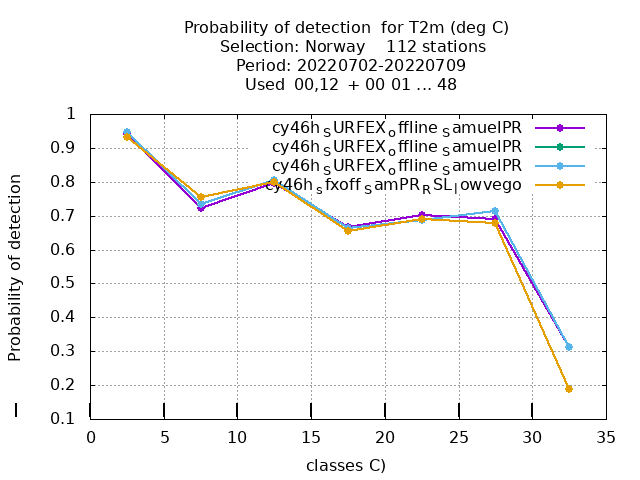 Probability of detection for T2m (deg C)
Selection: Norway 112 stations
Period: 20220702-20220709
Used 00,12 + 00 01 ... 48
cy46h_SURFEX_offline_SamuelPR
cy46h_SURFEX_offline_SamuelPR
cy46h_SURFEX_offline_SamuelPR
cy46h_sfxoff_SamPR_RSL_lowvego
Probability of detection
1
0.9
0.8
0.7
0.6
0.5
0.4
0.3
0.2
0.1
0 5 10 15 20 25 30 35
classes C)